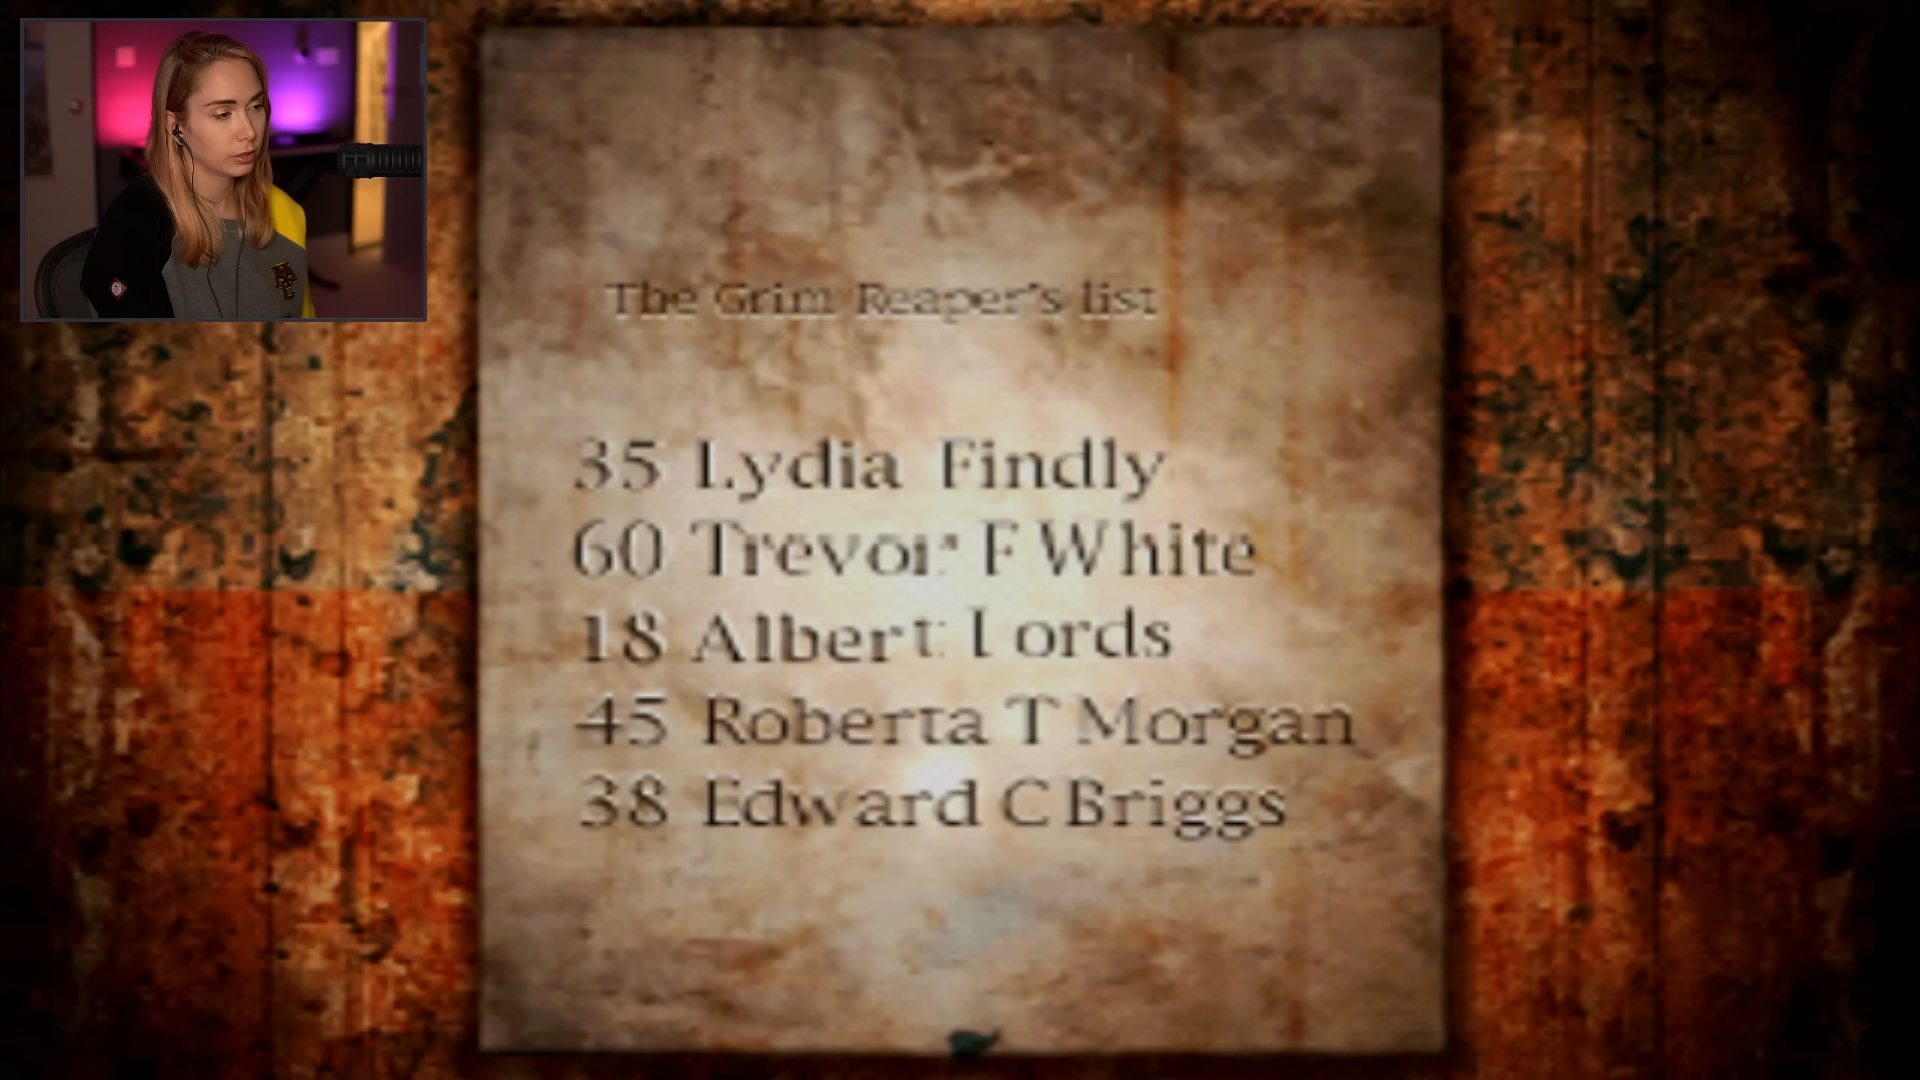 The Grim Reaper's list
35 Lydia Findly
60 Trevor F White
18 Albert Lords
45 Roberta T Morgan
38 Edward C Briggs